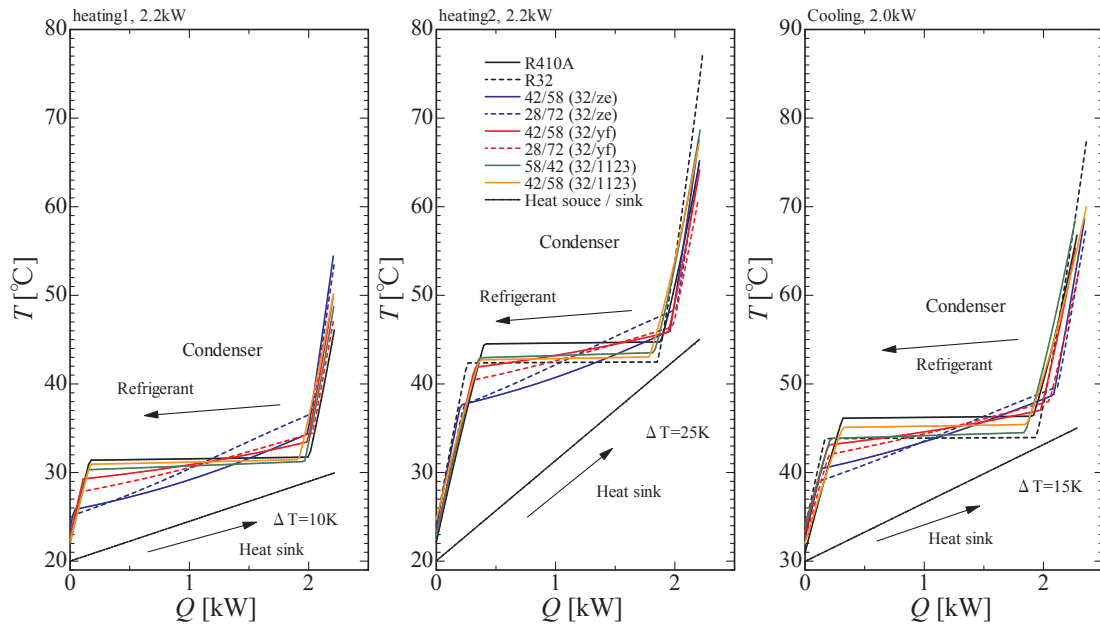 heating1, 2.2kW
80
70
60
50
40
30
20
T [℃]
Condenser
Refrigerant
Δ T=10K
Heat sink
0
1
2
Q [kW]
heating2, 2.2kW
80
70
60
50
40
30
20
T [℃]
R410A
R32
42/58 (32/ze)
28/72 (32/ze)
42/58 (32/yf)
28/72 (32/yf)
58/42 (32/1123)
42/58 (32/1123)
Heat souce / sink
Condenser
Refrigerant
Δ T=25K
Heat sink
0
1
2
Q [kW]
Cooling, 2.0kW
90
80
70
60
50
40
30
T [℃]
Condenser
Refrigerant
Δ T=15K
Heat sink
0
1
2
Q [kW]